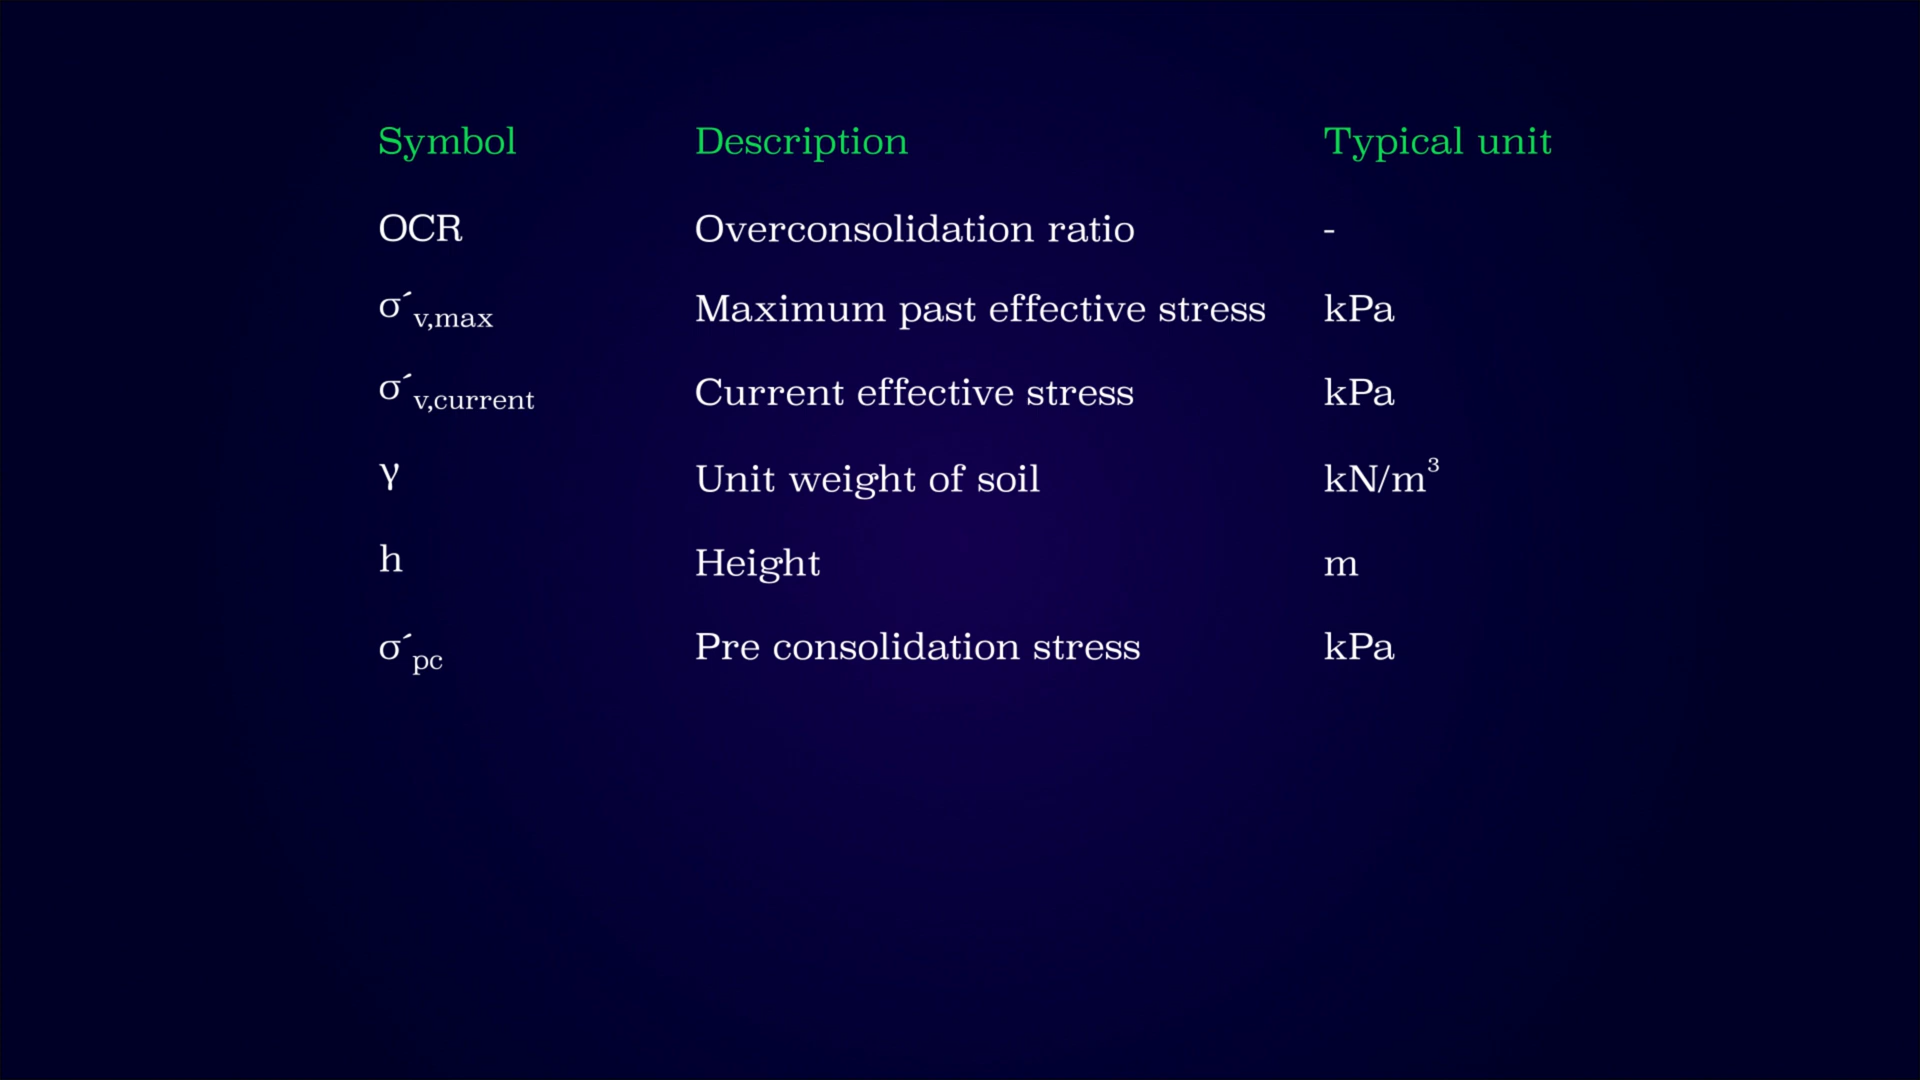 Symbol Description Typical unit
OCR Overconsolidation ratio -
σ´v,max Maximum past effective stress kPa
σ´v,current Current effective stress kPa
γ Unit weight of soil kN/m³
h Height m
σ´pc Pre consolidation stress kPa